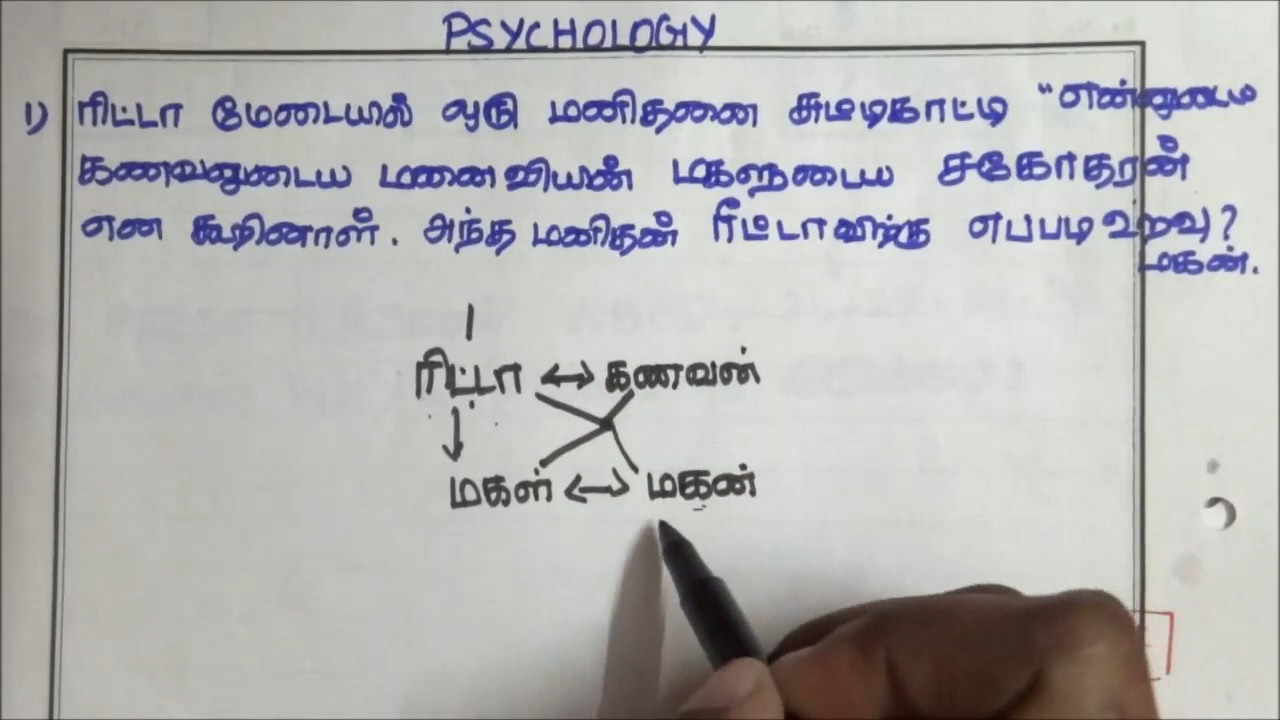 PSYCHOLOGY
1) ரிட்டா மேடையில் ஒரு மனிதனை சுட்டிகாட்டி "என்னுடைய
கணவனுடைய மனைவியின் மகளுடைய சகோதரன்
என கூறினாள். அந்த மனிதன் ரீட்டாவிற்கு எப்படி உறவு?
மகன்.
ரிட்டா ↔ கணவன்
மகள் ↔ மகன்